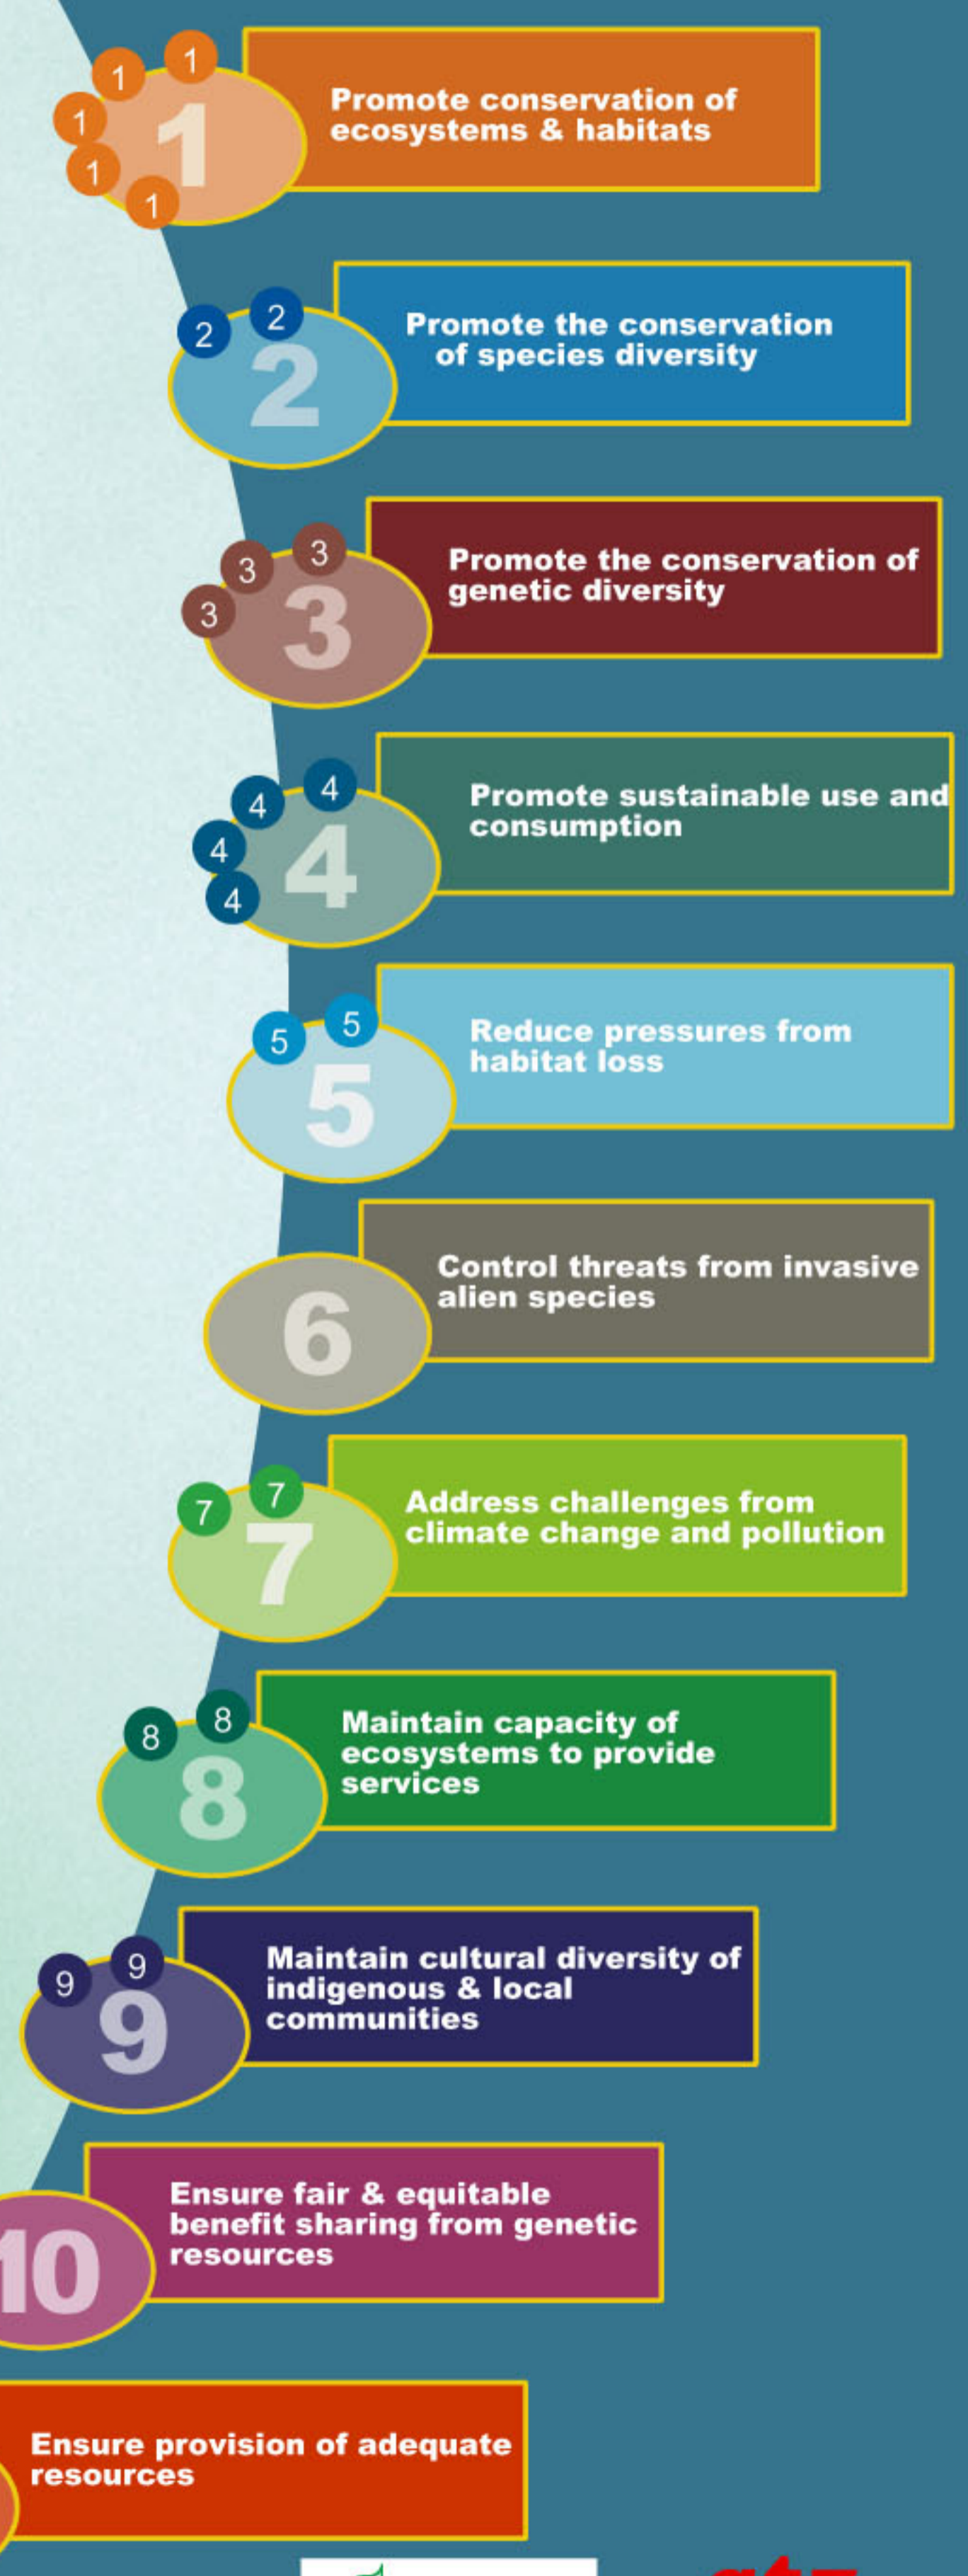 1
1
1
1
1
1
Promote conservation of
ecosystems & habitats
2
2
2
Promote the conservation
of species diversity
3
3
3
3
Promote the conservation of
genetic diversity
4
4
4
4
4
Promote sustainable use and
consumption
5
5
5
Reduce pressures from
habitat loss
6
Control threats from invasive
alien species
7
7
7
Address challenges from
climate change and pollution
8
8
8
Maintain capacity of
ecosystems to provide
services
9
9
9
Maintain cultural diversity of
indigenous & local
communities
10
Ensure fair & equitable
benefit sharing from genetic
resources
Ensure provision of adequate
resources